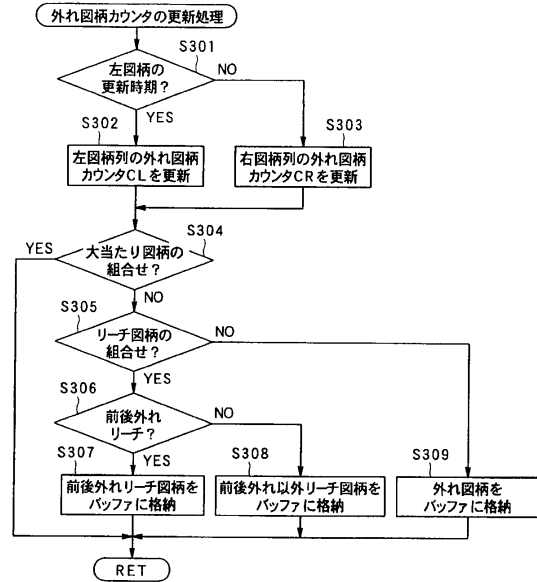 外れ図柄カウンタの更新処理
S301
左図柄の
更新時期？
NO
YES
S302
S303
左図柄列の外れ図柄
カウンタCLを更新
右図柄列の外れ図柄
カウンタCRを更新
S304
YES
大当たり図柄の
組合せ？
NO
S305
リーチ図柄の
組合せ？
NO
YES
S306
前後外れ
リーチ？
NO
YES
S307
S308
S309
前後外れリーチ図柄を
バッファに格納
前後外れ以外リーチ図柄を
バッファに格納
外れ図柄を
バッファに格納
RET